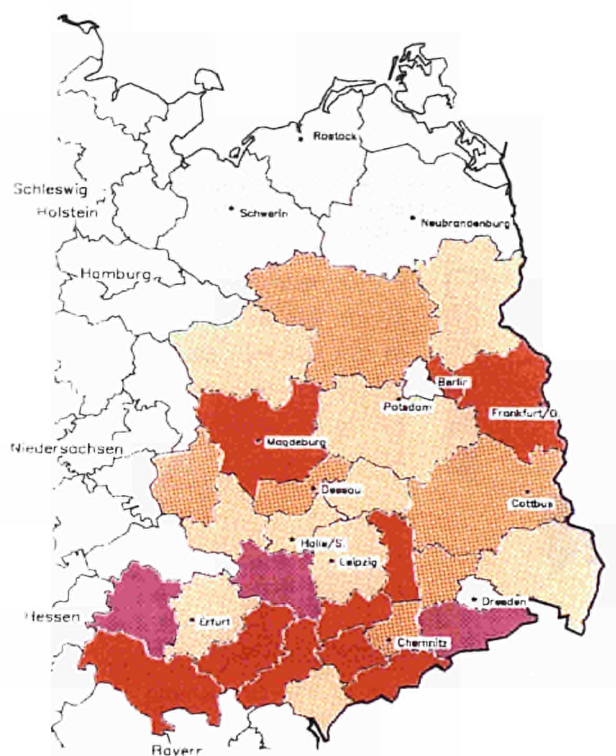 Rostock
Schleswig
Holstein
Schwerin
Neubrandenburg
Hamburg
Berlin
Potsdam
Frankfurt/O.
Niedersachsen
Magdeburg
Dessau
Cottbus
Halle/S.
Leipzig
Hessen
Erfurt
Dresden
Chemnitz
Bayern